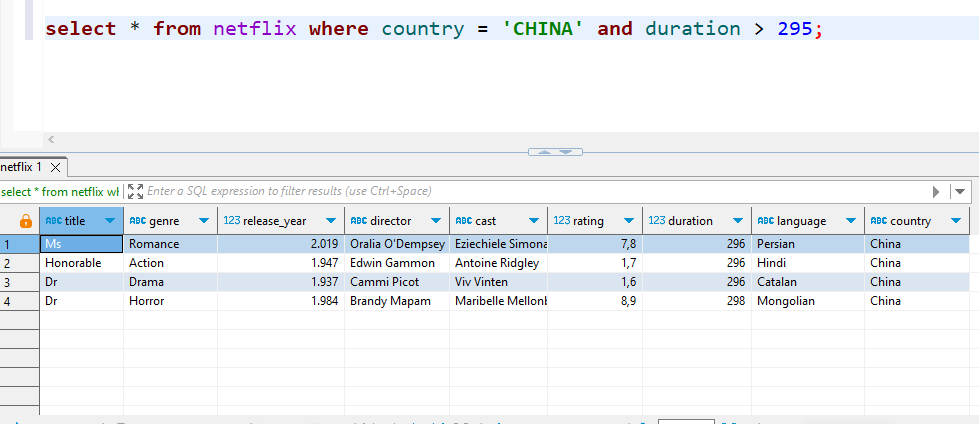 select * from netflix where country = 'CHINA' and duration > 295;
netflix 1
select * from netflix wl Enter a SQL expression to filter results (use Ctrl+Space)
ABC title ABC genre 123 release_year ABC director ABC cast 123 rating 123 duration ABC language ABC country
1 Ms Romance 2.019 Oralia O'Dempsey Eziechiele Simona 7,8 296 Persian China
2 Honorable Action 1.947 Edwin Gammon Antoine Ridgley 1,7 296 Hindi China
3 Dr Drama 1.937 Cammi Picot Viv Vinten 1,6 296 Catalan China
4 Dr Horror 1.984 Brandy Mapam Maribelle Mellonl 8,9 298 Mongolian China